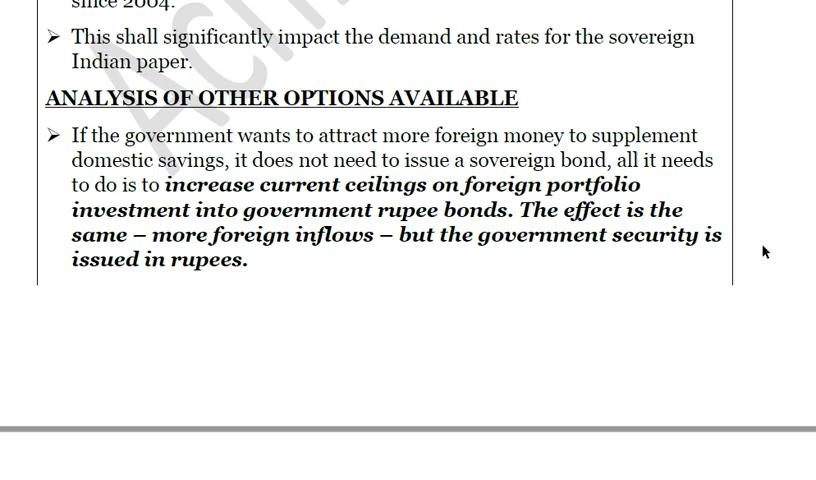 since 2004.
➢ This shall significantly impact the demand and rates for the sovereign
Indian paper.
ANALYSIS OF OTHER OPTIONS AVAILABLE
➢ If the government wants to attract more foreign money to supplement
domestic savings, it does not need to issue a sovereign bond, all it needs
to do is to increase current ceilings on foreign portfolio
investment into government rupee bonds. The effect is the
same – more foreign inflows – but the government security is
issued in rupees.